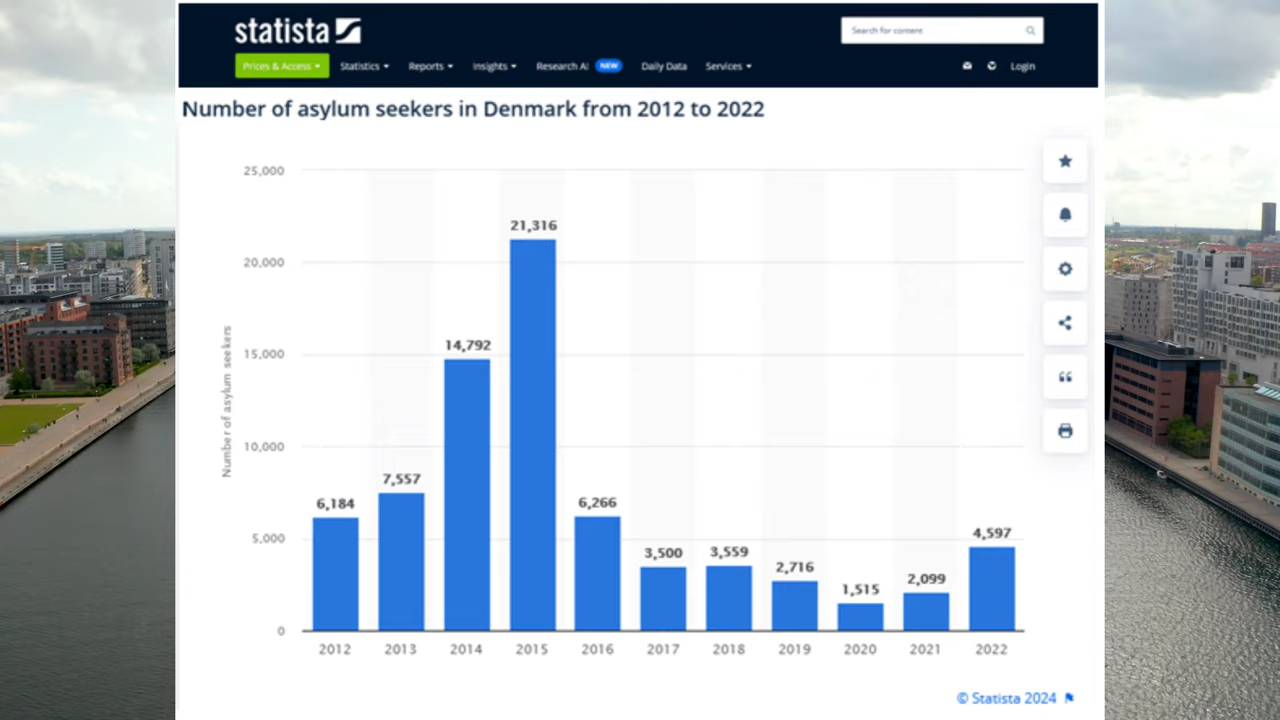 statista
Search for content
Prices & Access Statistics Reports Insights Research AI NEW Daily Data Services Login
Number of asylum seekers in Denmark from 2012 to 2022
25,000
20,000
15,000
10,000
5,000
0
Number of asylum seekers
6,184
7,557
14,792
21,316
6,266
3,500
3,559
2,716
1,515
2,099
4,597
2012 2013 2014 2015 2016 2017 2018 2019 2020 2021 2022
© Statista 2024